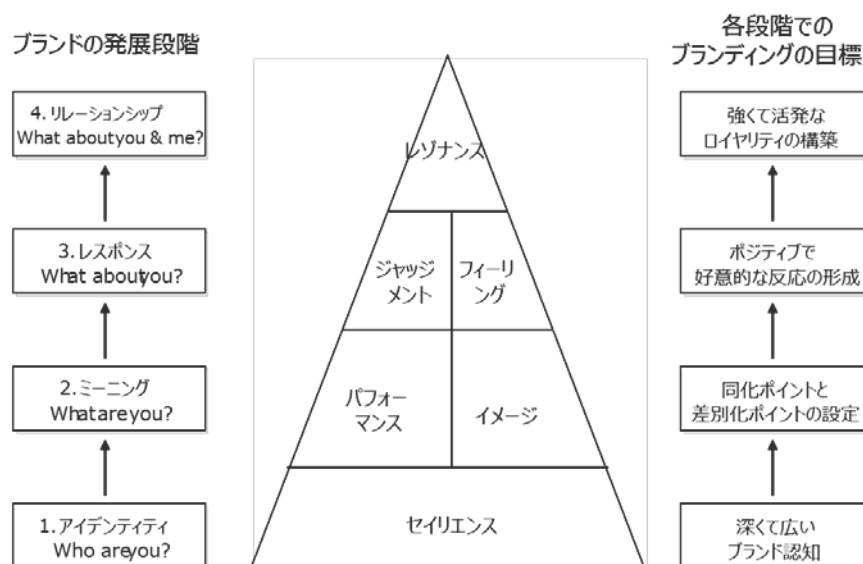 ブランドの発展段階
各段階での
ブランディングの目標
4. リレーションシップ
What aboutyou & me?
レゾナンス
強くて活発な
ロイヤリティの構築
3. レスポンス
What aboutyou?
ジャッジ
メント
フィーリ
ング
ポジティブで
好意的な反応の形成
2.ミーニング
Whatareyou?
パフォー
マンス
イメージ
同化ポイントと
差別化ポイントの設定
1.アイデンティティ
Who areyou?
セイリエンス
深くて広い
ブランド認知